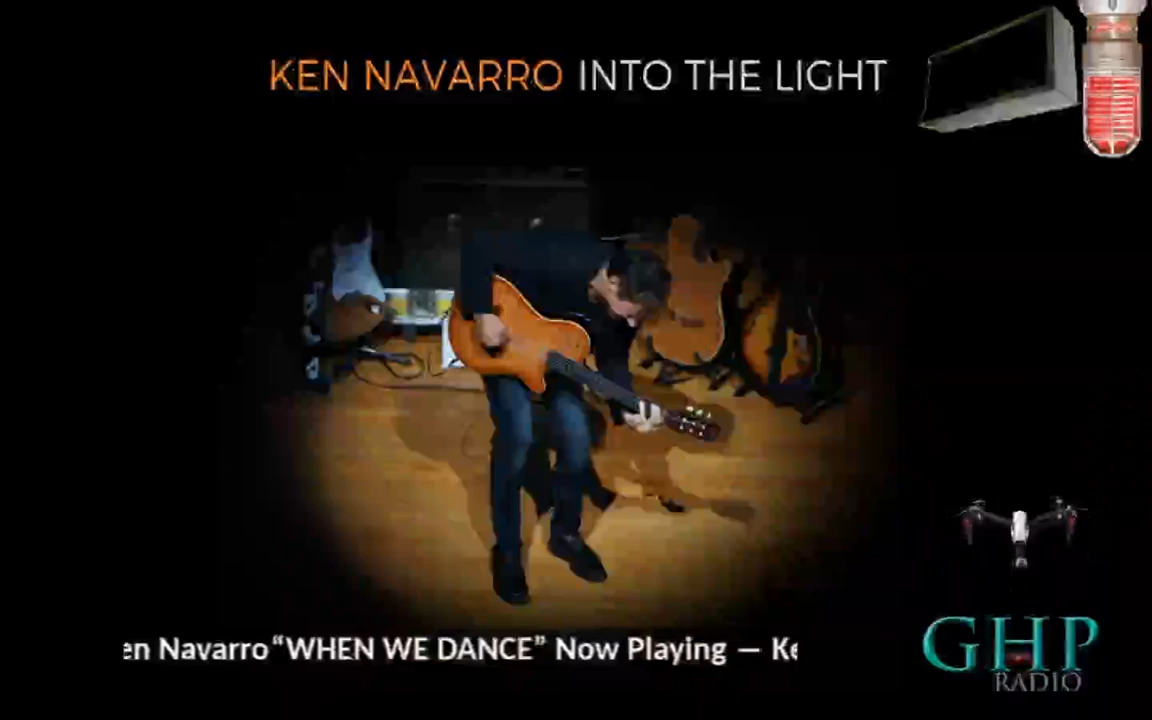 KEN NAVARRO INTO THE LIGHT
en Navarro“WHEN WE DANCE” Now Playing — Ke
GHP
RADIO